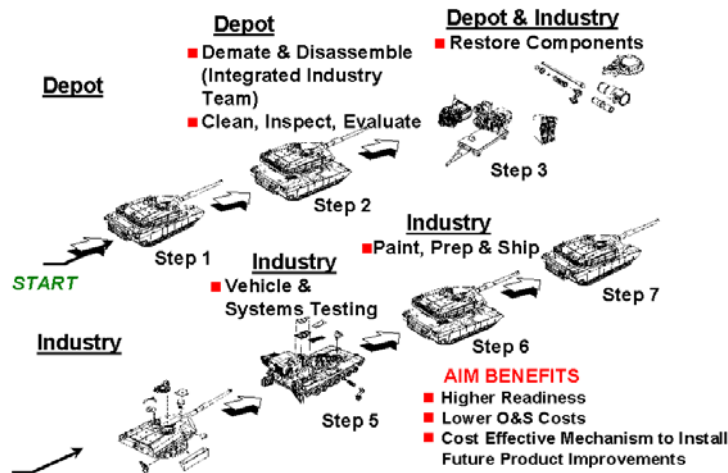 Depot
Depot
■ Demate & Disassemble
(Integrated Industry
Team)
■ Clean, Inspect, Evaluate
Depot & Industry
■ Restore Components
START
Step 1
Step 2
Step 3
Industry
Industry
■ Vehicle &
Systems Testing
Step 5
Industry
■ Paint, Prep & Ship
Step 6
Step 7
AIM BENEFITS
■ Higher Readiness
■ Lower O&S Costs
■ Cost Effective Mechanism to Install
Future Product Improvements